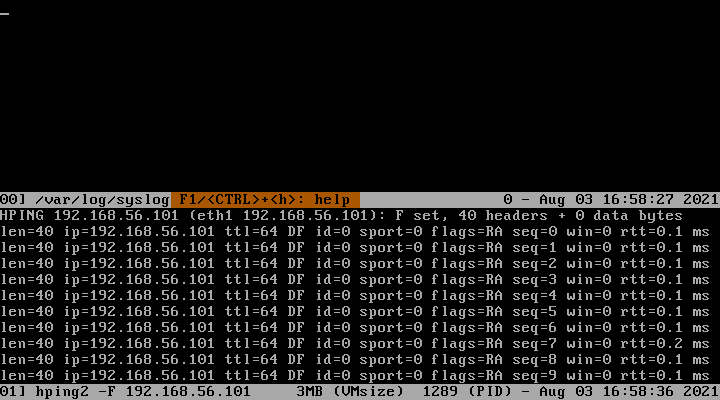 00] /var/log/syslog F1/<CTRL>+<h>: help 0 - Aug 03 16:58:27 2021
HPING 192.168.56.101 (eth1 192.168.56.101): F set, 40 headers + 0 data bytes
len=40 ip=192.168.56.101 ttl=64 DF id=0 sport=0 flags=RA seq=0 win=0 rtt=0.1 ms
len=40 ip=192.168.56.101 ttl=64 DF id=0 sport=0 flags=RA seq=1 win=0 rtt=0.1 ms
len=40 ip=192.168.56.101 ttl=64 DF id=0 sport=0 flags=RA seq=2 win=0 rtt=0.1 ms
len=40 ip=192.168.56.101 ttl=64 DF id=0 sport=0 flags=RA seq=3 win=0 rtt=0.1 ms
len=40 ip=192.168.56.101 ttl=64 DF id=0 sport=0 flags=RA seq=4 win=0 rtt=0.1 ms
len=40 ip=192.168.56.101 ttl=64 DF id=0 sport=0 flags=RA seq=5 win=0 rtt=0.1 ms
len=40 ip=192.168.56.101 ttl=64 DF id=0 sport=0 flags=RA seq=6 win=0 rtt=0.1 ms
len=40 ip=192.168.56.101 ttl=64 DF id=0 sport=0 flags=RA seq=7 win=0 rtt=0.2 ms
len=40 ip=192.168.56.101 ttl=64 DF id=0 sport=0 flags=RA seq=8 win=0 rtt=0.1 ms
len=40 ip=192.168.56.101 ttl=64 DF id=0 sport=0 flags=RA seq=9 win=0 rtt=0.1 ms
01] hping2 -F 192.168.56.101 3MB (VMsize) 1289 (PID) - Aug 03 16:58:36 2021